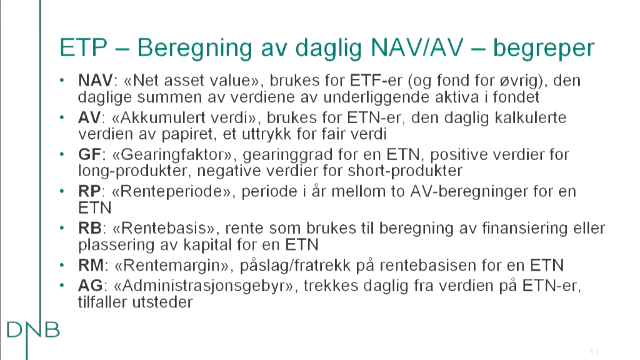 ETP – Beregning av daglig NAV/AV – begreper
• NAV: «Net asset value», brukes for ETF-er (og fond for øvrig), den
daglige summen av verdiene av underliggende aktiva i fondet
• AV: «Akkumulert verdi», brukes for ETN-er, den daglig kalkulerte
verdien av papiret, et uttrykk for fair verdi
• GF: «Gearingfaktor», gearinggrad for en ETN, positive verdier for
long-produkter, negative verdier for short-produkter
• RP: «Renteperiode», periode i år mellom to AV-beregninger for en
ETN
• RB: «Rentebasis», rente som brukes til beregning av finansiering eller
plassering av kapital for en ETN
• RM: «Rentemargin», påslag/fratrekk på rentebasisen for en ETN
• AG: «Administrasjonsgebyr», trekkes daglig fra verdien på ETN-er,
tilfaller utsteder
DNB
13